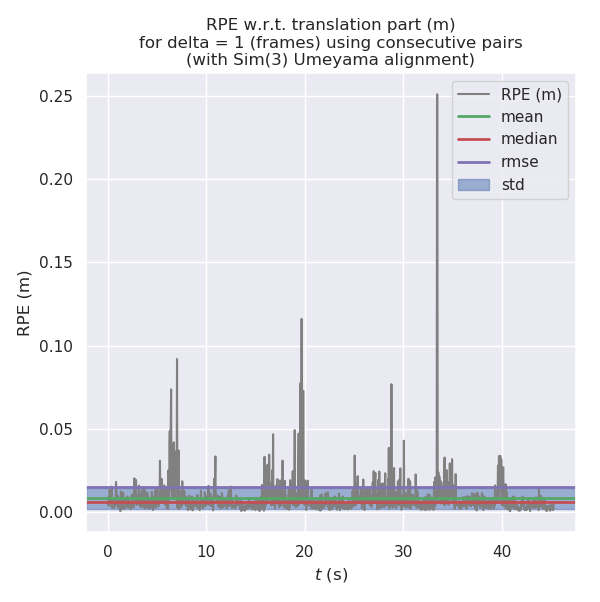 RPE w.r.t. translation part (m)
for delta = 1 (frames) using consecutive pairs
(with Sim(3) Umeyama alignment)
RPE (m)
mean
median
rmse
std
0.25
0.20
0.15
0.10
0.05
0.00
RPE (m)
0 10 20 30 40
t (s)